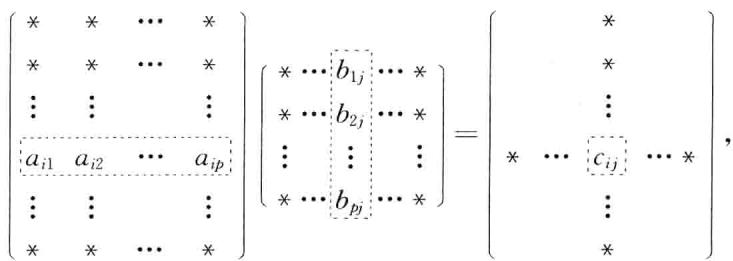 $$\begin{pmatrix} * & * & \cdots & * \\ * & * & \cdots & * \\ \vdots & \vdots & & \vdots \\ a_{i1} & a_{i2} & \cdots & a_{ip} \\ \vdots & \vdots & & \vdots \\ * & * & \cdots & * \end{pmatrix} \begin{pmatrix} * & \cdots & b_{1j} & \cdots & * \\ * & \cdots & b_{2j} & \cdots & * \\ \vdots & & \vdots & & \vdots \\ * & \cdots & b_{pj} & \cdots & * \end{pmatrix} = \begin{pmatrix} & & * & & \\ & & * & & \\ & & \vdots & & \\ * & \cdots & c_{ij} & \cdots & * \\ & & \vdots & & \\ & & * & & \end{pmatrix},$$